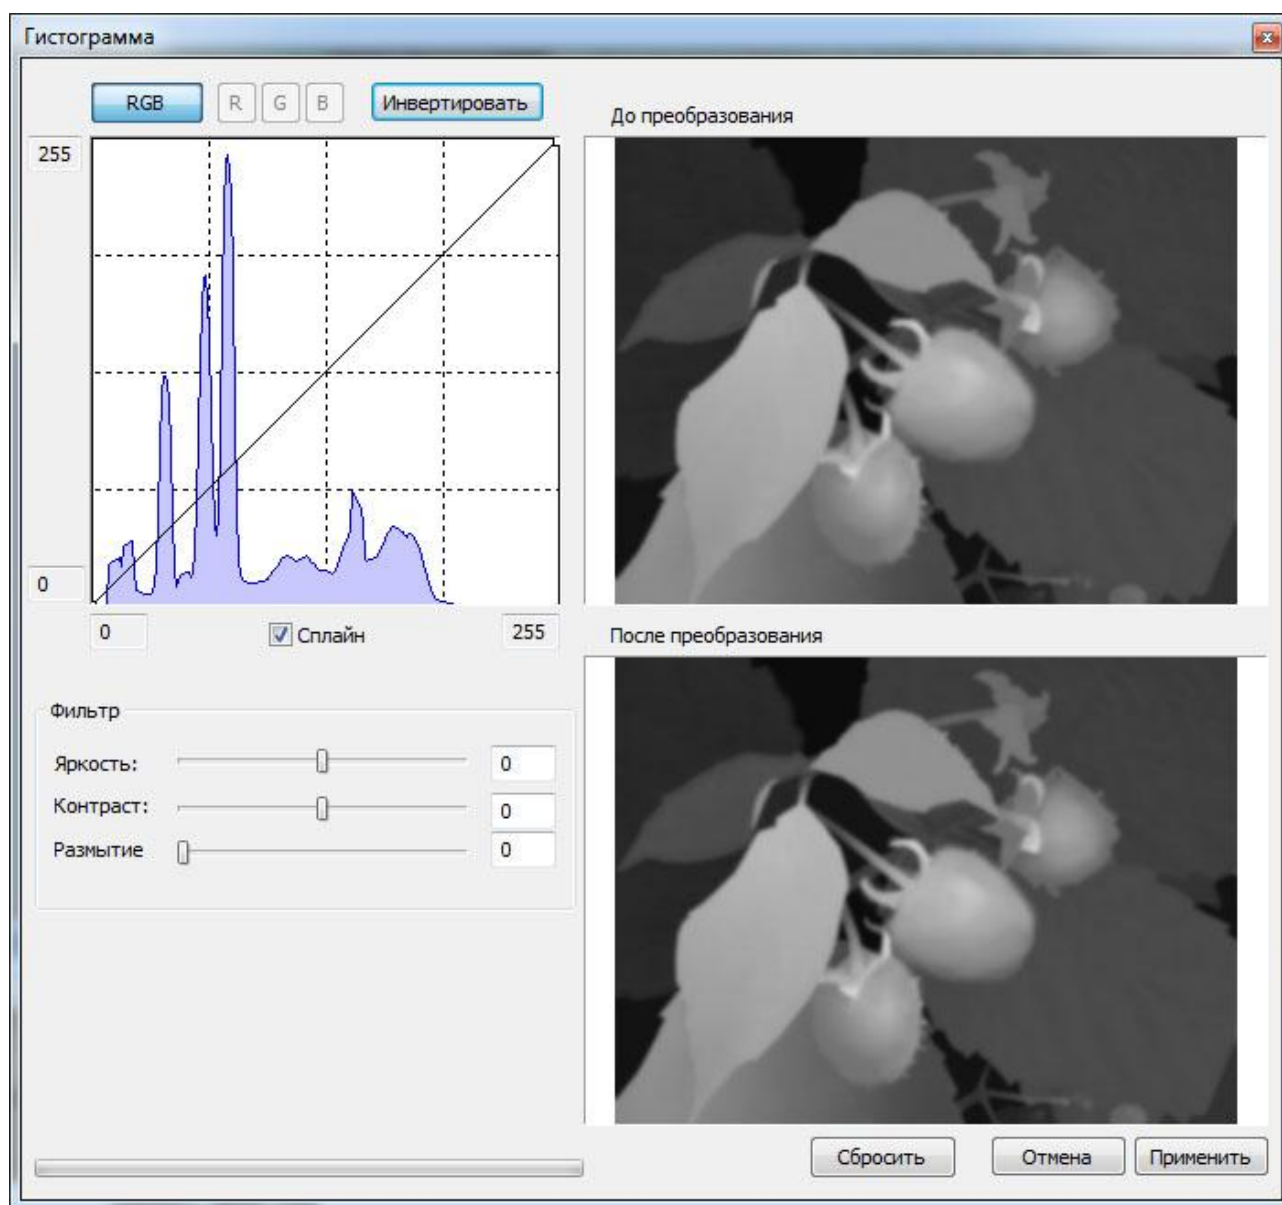 Гистограмма
RGB R G B Инвертировать
255
0
0 Сплайн 255
До преобразования
После преобразования
Фильтр
Яркость: 0
Контраст: 0
Размытие 0
Сбросить Отмена Применить